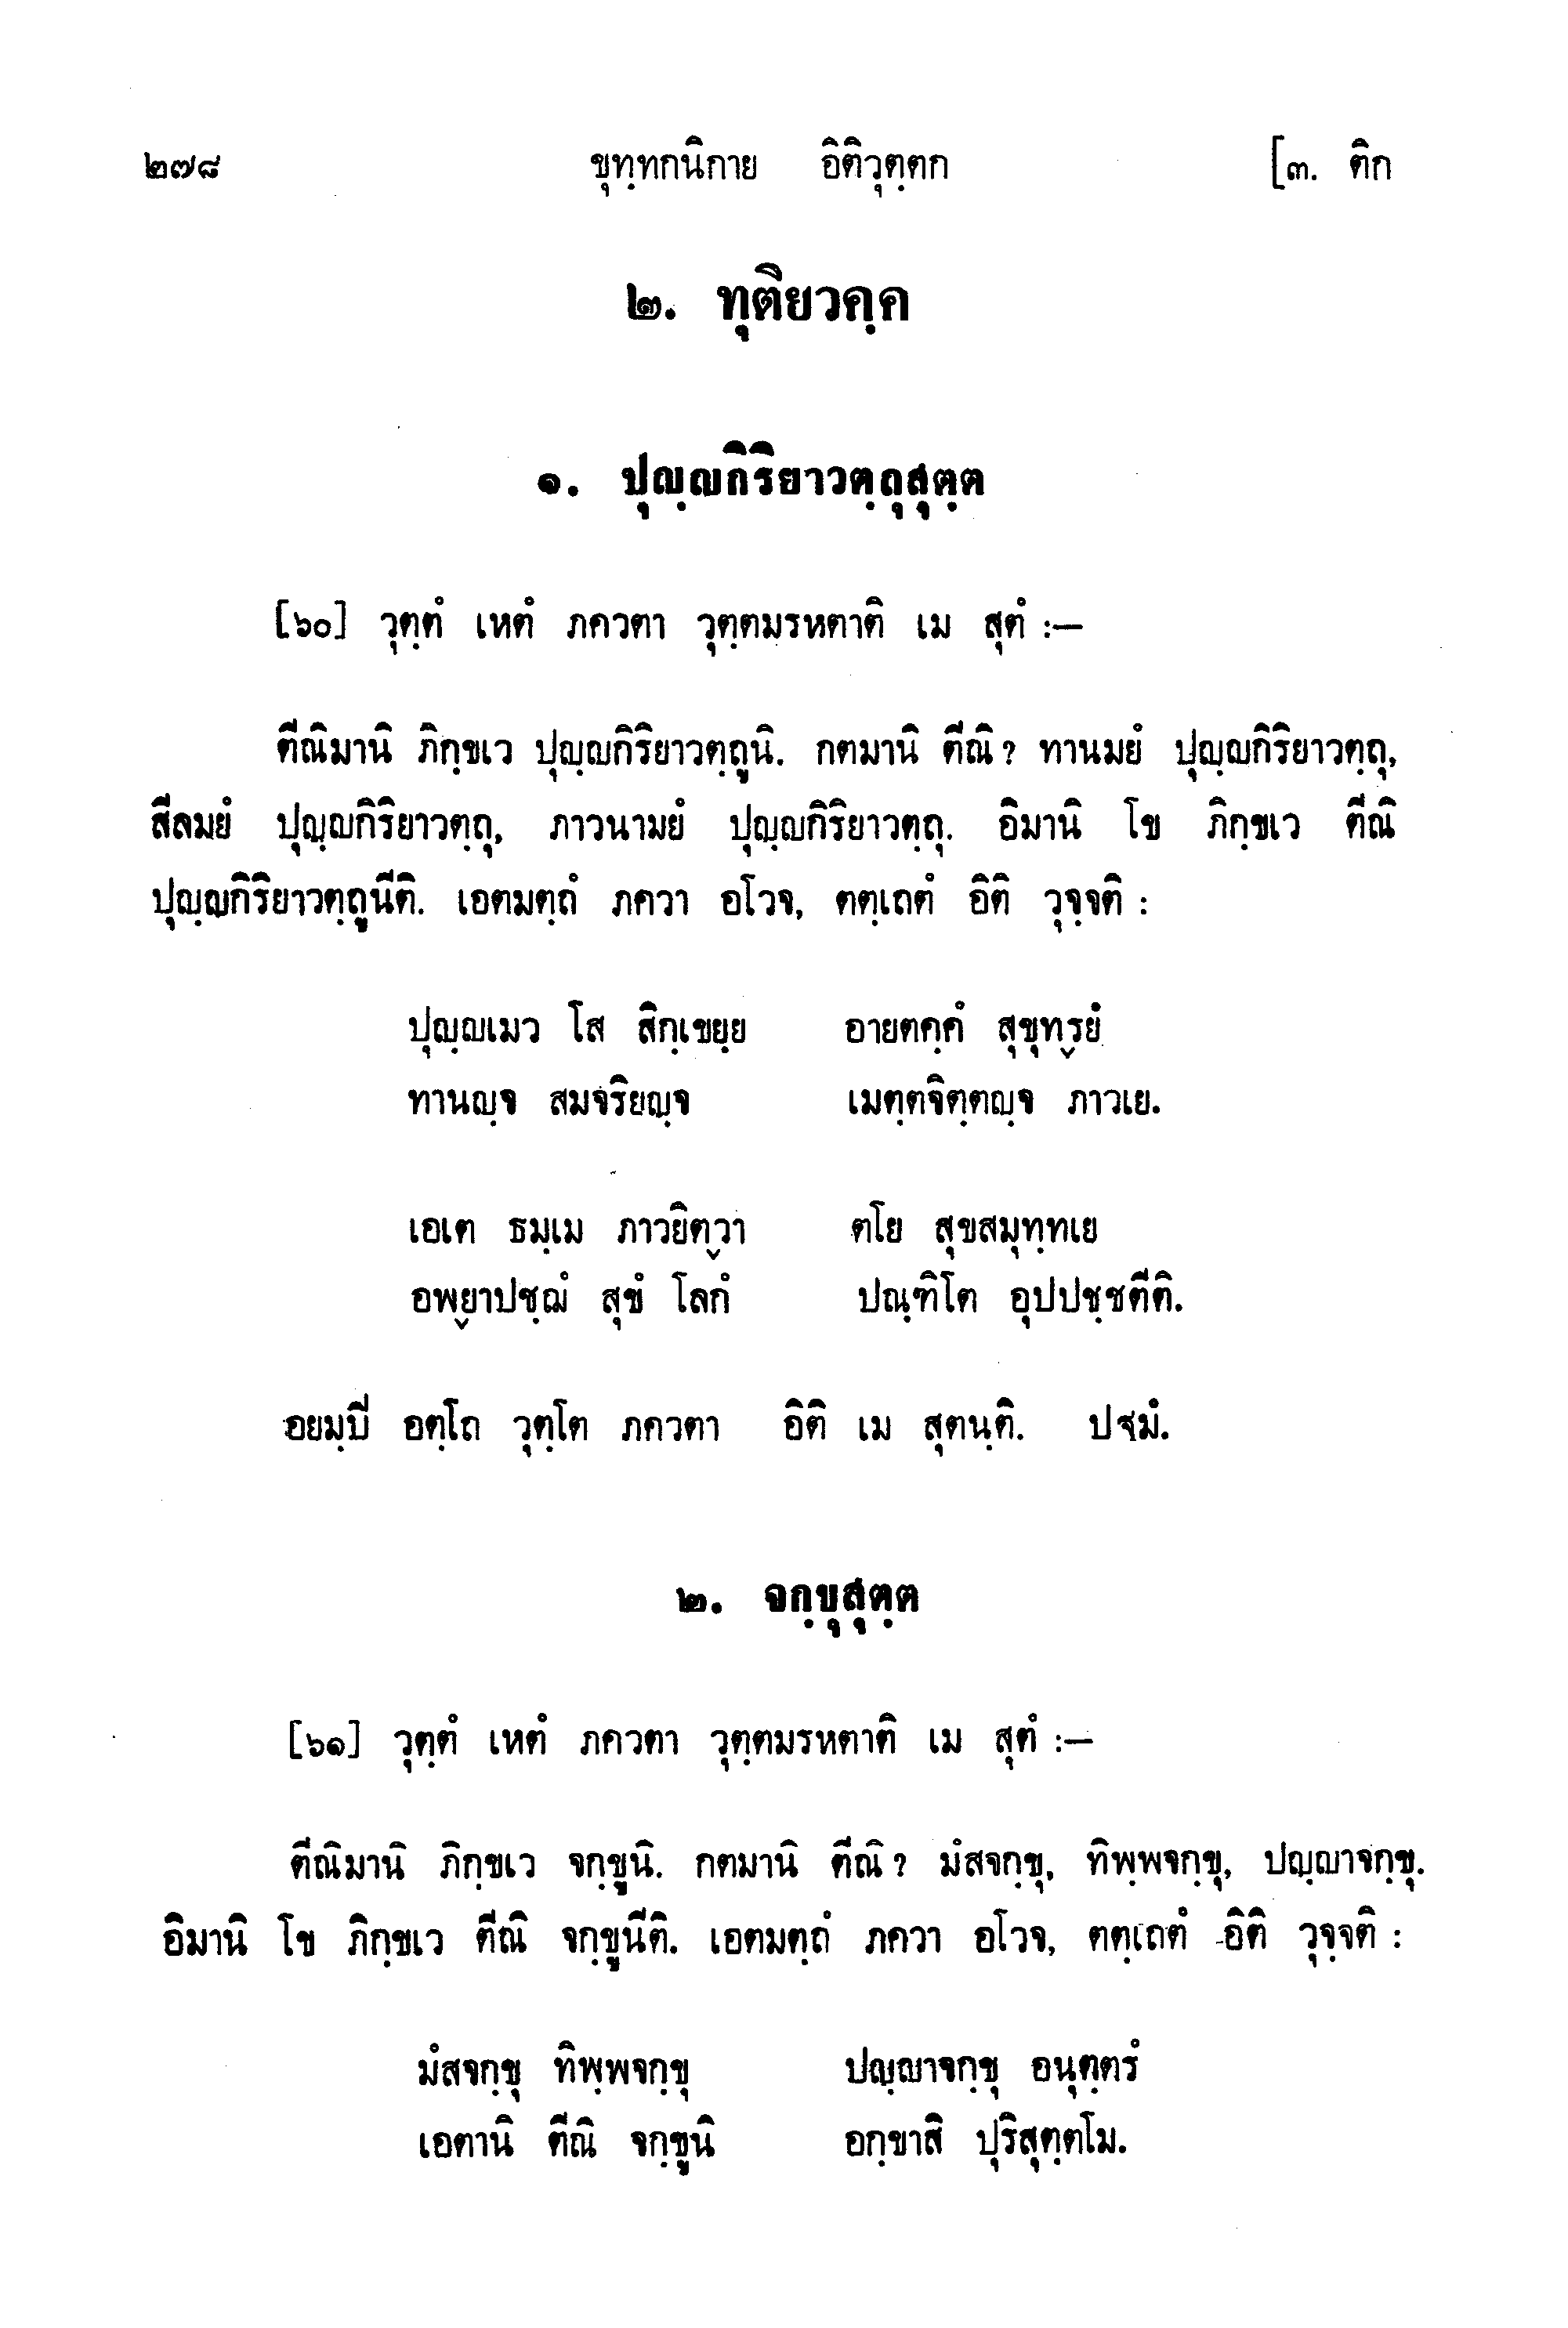 ๒๗๘ ขุทฺทกนิกาย อิติวุตฺตก [๓. ติก
๒. ทุติยวคฺค
๑. ปุญฺญกิริยาวตฺถุสุตฺต
[๖๐] วุตฺตํ เหตํ ภควตา วุตฺตมรหตาติ เม สุตํ :—
ตีณิมานิ ภิกฺขเว ปุญฺญกิริยาวตฺถูนิ. กตมานิ ตีณิ? ทานมยํ ปุญฺญกิริยาวตฺถุ,
สีลมยํ ปุญฺญกิริยาวตฺถุ, ภาวนามยํ ปุญฺญกิริยาวตฺถุ. อิมานิ โข ภิกฺขเว ตีณิ
ปุญฺญกิริยาวตฺถูนีติ. เอตมตฺถํ ภควา อโวจ, ตตฺเถตํ อิติ วุจฺจติ :
ปุญฺญเมว โส สิกฺเขยฺย อายตคฺคํ สุขุทฺรยํ
ทานญฺจ สมจริยญฺจ เมตฺตจิตฺตญฺจ ภาวเย.
เอเต ธมฺเม ภาวยิตฺวา ตโย สุขสมุทฺทเย
อพฺยาปชฺฌํ สุขํ โลกํ ปณฺฑิโต อุปปชฺชตีติ.
อยมฺปี อตฺโถ วุตฺโต ภควตา อิติ เม สุตนฺติ. ปฐมํ.
๒. จกฺขุสุตฺต
[๖๑] วุตฺตํ เหตํ ภควตา วุตฺตมรหตาติ เม สุตํ :—
ตีณิมานิ ภิกฺขเว จกฺขูนิ. กตมานิ ตีณิ? มํสจกฺขุ, ทิพฺพจกฺขุ, ปญฺญาจกฺขุ.
อิมานิ โข ภิกฺขเว ตีณิ จกฺขูนีติ. เอตมตฺถํ ภควา อโวจ, ตตฺเถตํ อิติ วุจฺจติ :
มํสจกฺขุ ทิพฺพจกฺขุ ปญฺญาจกฺขุ อนุตฺตรํ
เอตานิ ตีณิ จกฺขูนิ อกฺขาสิ ปุริสุตฺตโม.